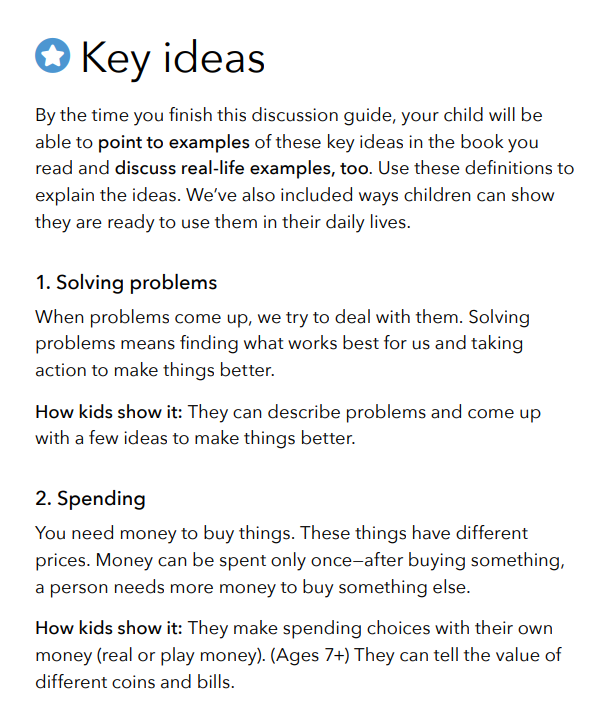 Key ideas
By the time you finish this discussion guide, your child will be
able to point to examples of these key ideas in the book you
read and discuss real-life examples, too. Use these definitions to
explain the ideas. We’ve also included ways children can show
they are ready to use them in their daily lives.
1. Solving problems
When problems come up, we try to deal with them. Solving
problems means finding what works best for us and taking
action to make things better.
How kids show it: They can describe problems and come up
with a few ideas to make things better.
2. Spending
You need money to buy things. These things have different
prices. Money can be spent only once—after buying something,
a person needs more money to buy something else.
How kids show it: They make spending choices with their own
money (real or play money). (Ages 7+) They can tell the value of
different coins and bills.